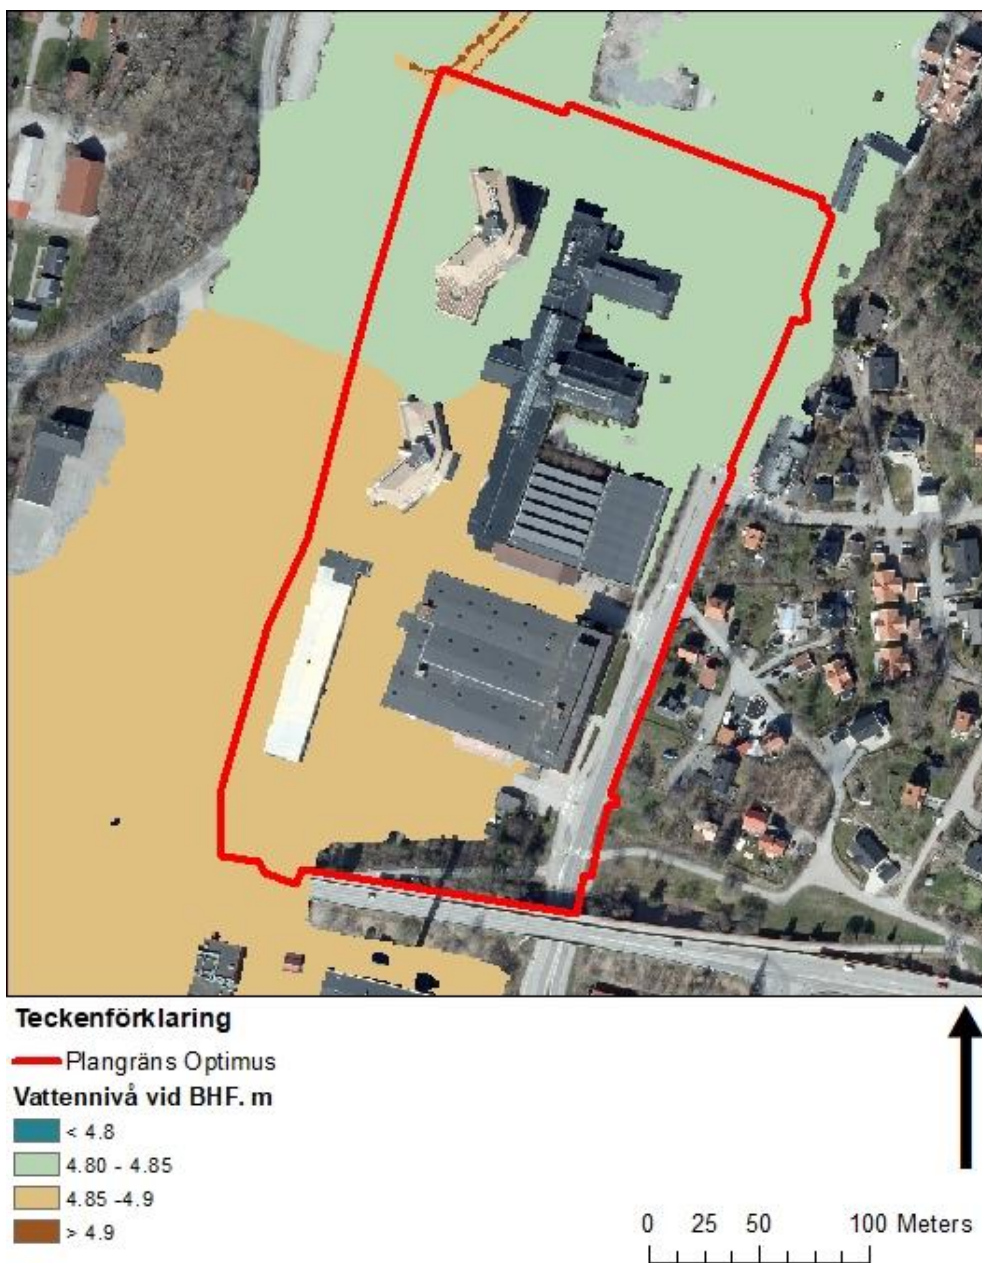 Teckenförklaring
Plangräns Optimus
Vattennivå vid BHF. m
< 4.8
4.80 - 4.85
4.85 -4.9
> 4.9
0 25 50 100 Meters